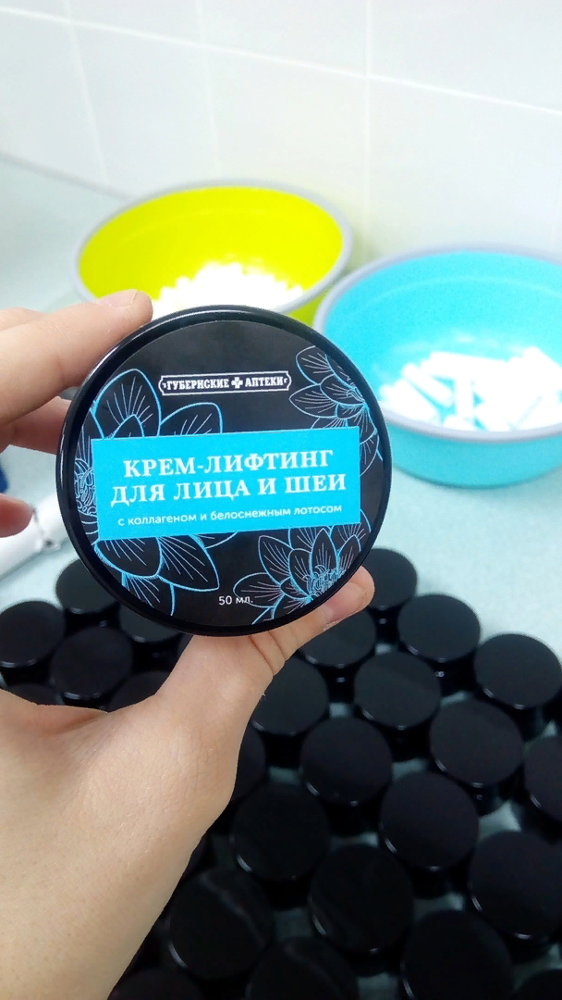 ГУБЕРНСКИЕ АПТЕКИ
КРЕМ-ЛИФТИНГ
ДЛЯ ЛИЦА И ШЕИ
с коллагеном и белоснежным лотосом
50 мл.